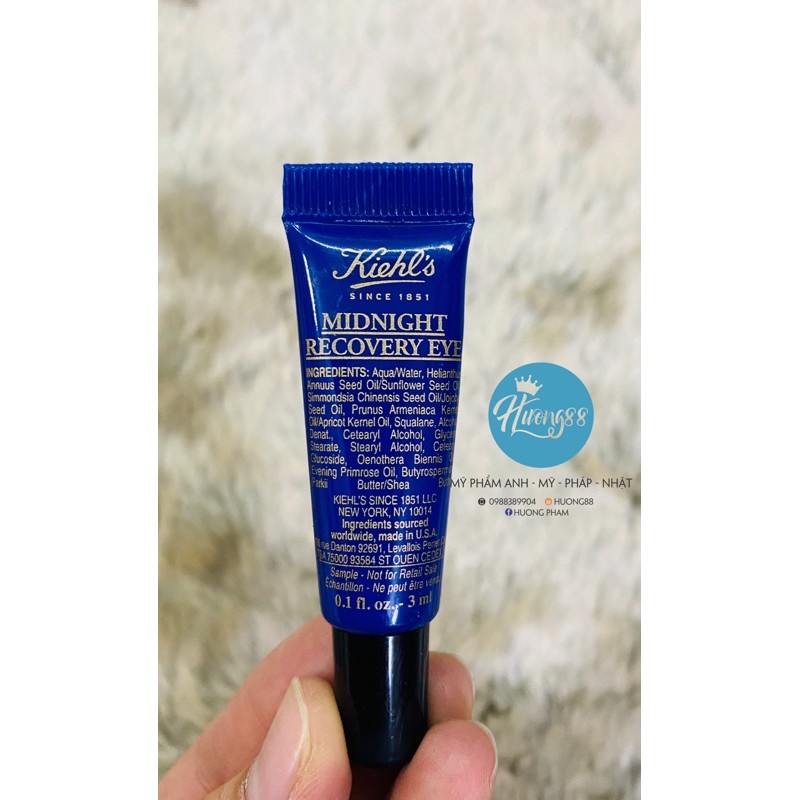 Kiehl's
SINCE 1851
MIDNIGHT
RECOVERY EYE
INGREDIENTS: Aqua/Water, Helianthus
Annuus Seed Oil/Sunflower Seed Oil,
Simmondsia Chinensis Seed Oil/Jojoba
Seed Oil, Prunus Armeniaca Kernel
Oil/Apricot Kernel Oil, Squalane, Alcohol
Denat., Cetearyl Alcohol, Glyceryl
Stearate, Stearyl Alcohol, Cetearyl
Glucoside, Oenothera Biennis
Evening Primrose Oil, Butyrospermum
Parkii Butter/Shea
KIEHL'S SINCE 1851 LLC
NEW YORK, NY 10014
Ingredients sourced
worldwide, made in U.S.A.
rue Danton 92691, Levallois
75000 93584 ST OUEN CEDEX
Sample - Not for Retail Sale
Échantillon - Ne peut être
0.1 fl. oz. - 3 ml
Hương88
MỸ PHẨM ANH - MỸ - PHÁP - NHẬT
0988389904 HUONG88
HUONG PHAM